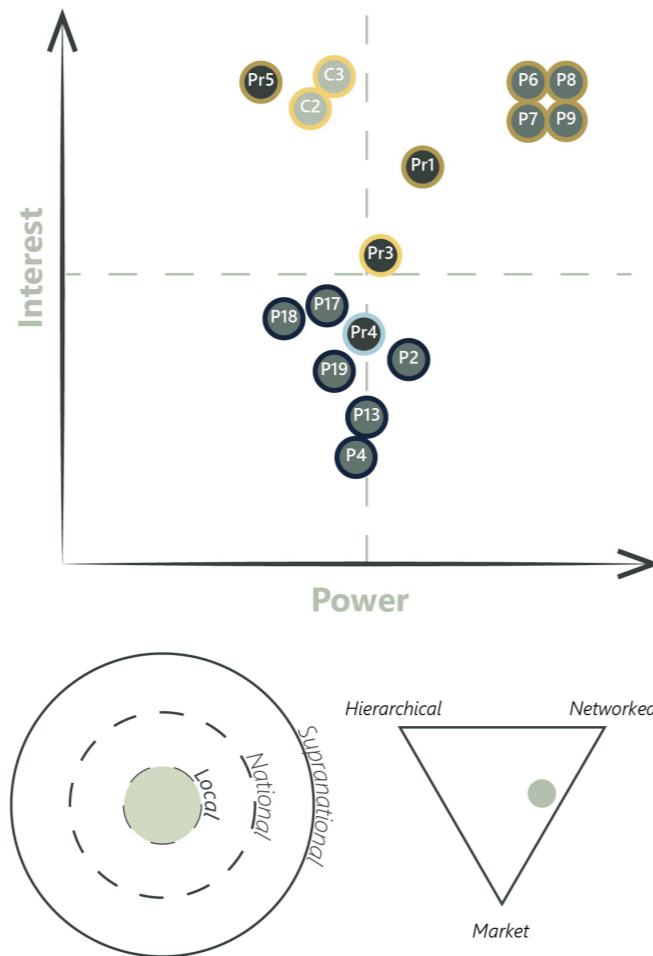 Pr5
C3
C2
P6
P8
P7
P9
Pr1
Pr3
Interest
P18
P17
Pr4
P2
P19
P13
P4
Power
Hierarchical
Networked
Local
National
Supranational
Market